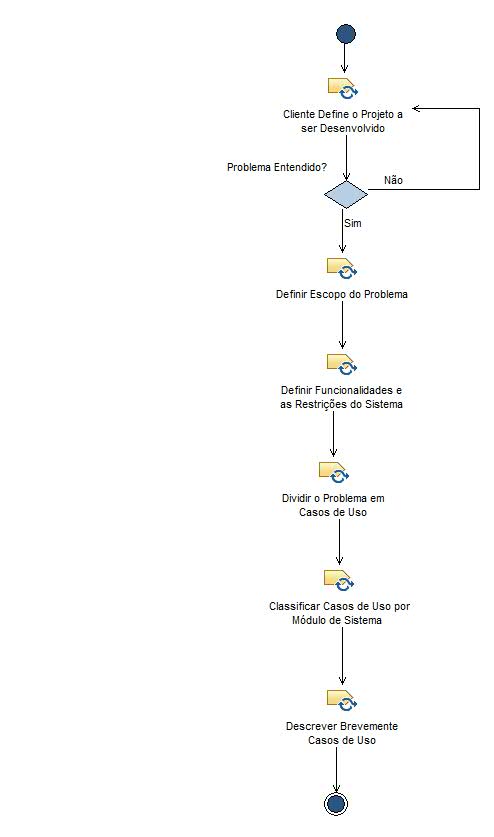 Cliente Define o Projeto a
ser Desenvolvido
Problema Entendido?
Não
Sim
Definir Escopo do Problema
Definir Funcionalidades e
as Restrições do Sistema
Dividir o Problema em
Casos de Uso
Classificar Casos de Uso por
Módulo de Sistema
Descrever Brevemente
Casos de Uso